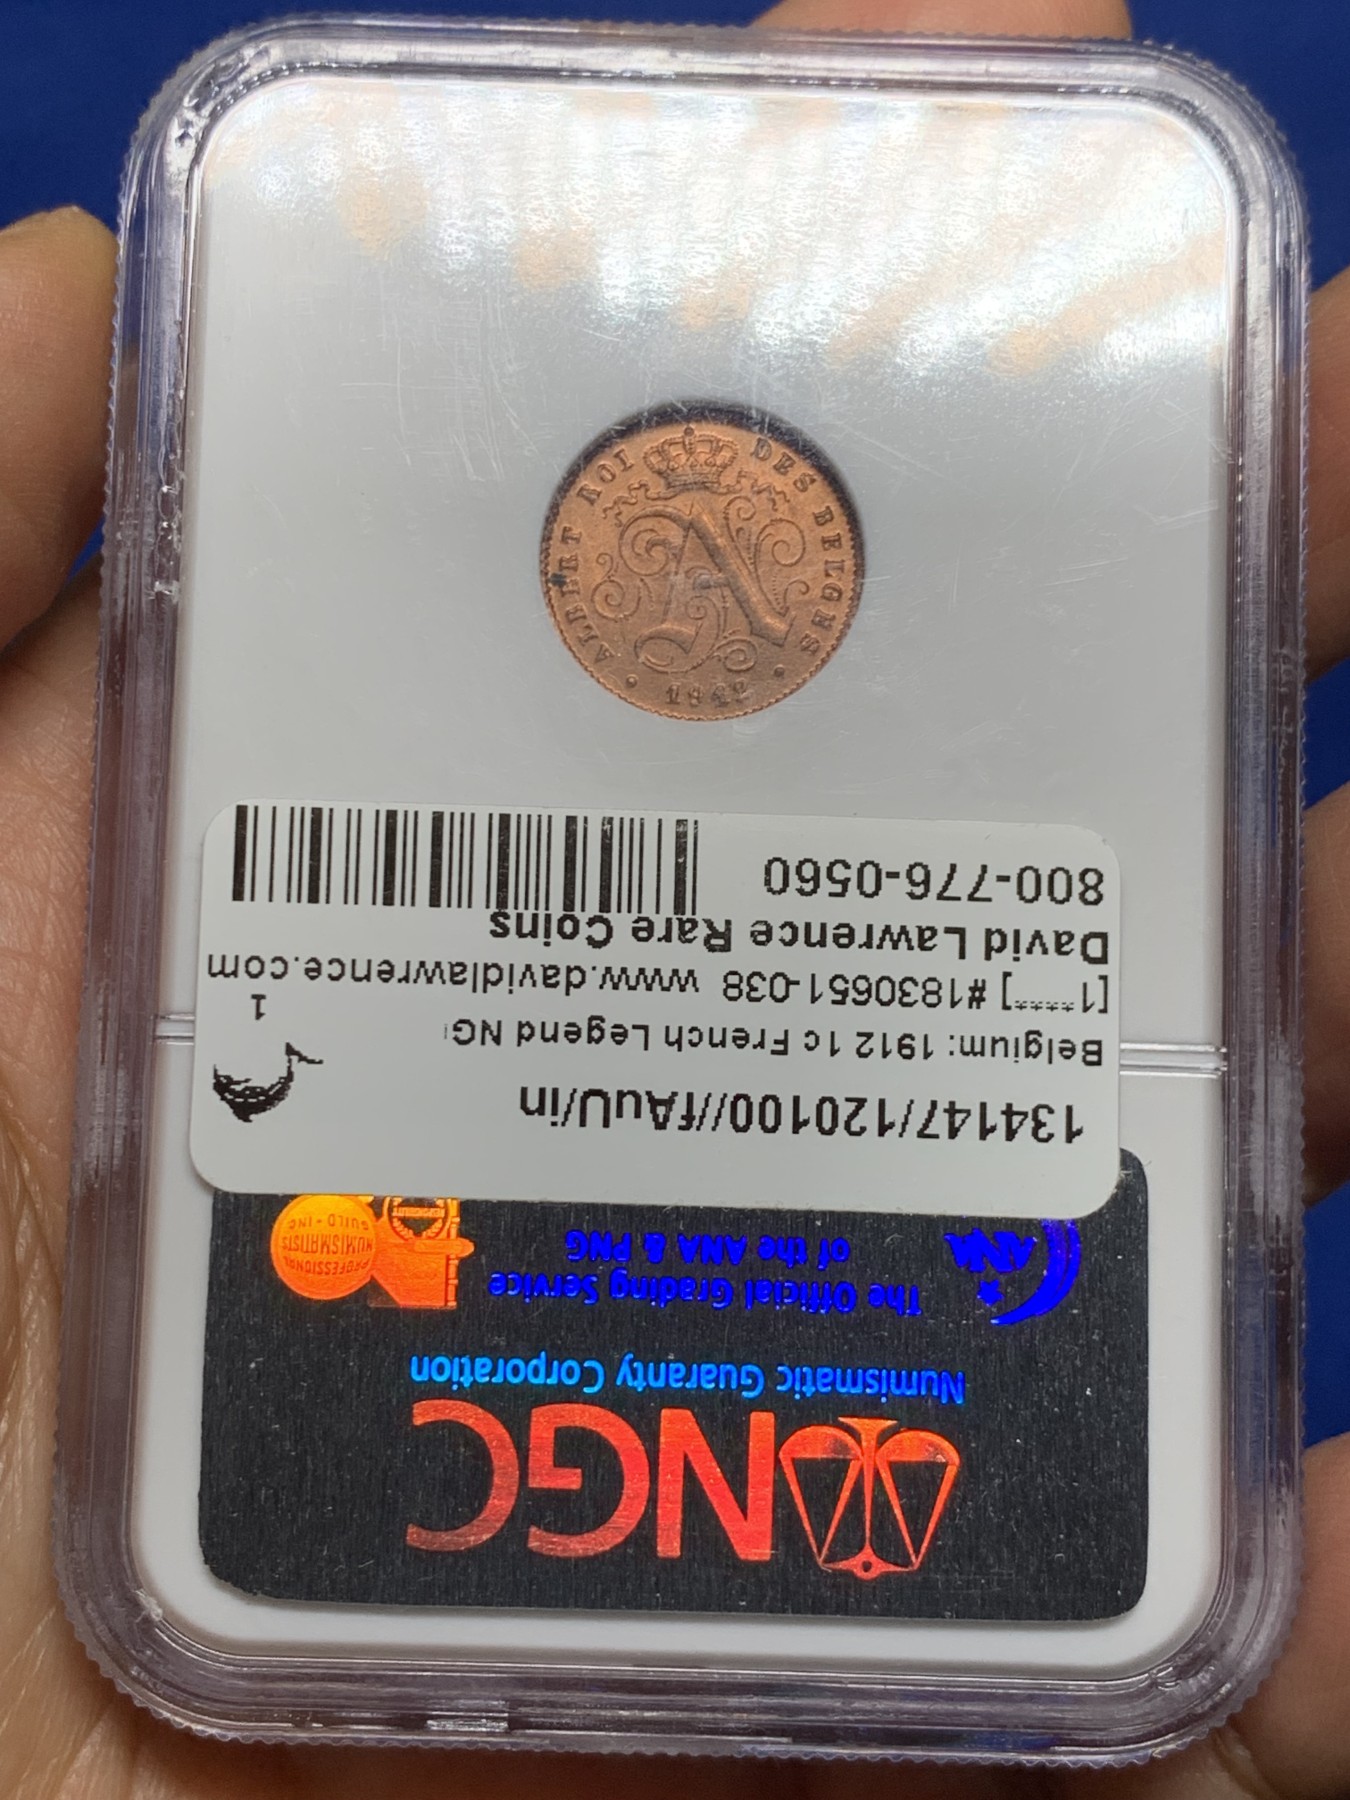 ALBERT ROI DES BELGES
1912
NGC
Numismatic Guaranty Corporation
The Official Grading Service
of the ANA & PNG
ANA
PROFESSIONAL
NUMISMATISTS
GUILD - INC.
134147/120100//fAuU/in
Belgium: 1912 1c French Legend NG
1
[1****] #1830651-038 www.davidlawrence.com
David Lawrence Rare Coins
800-776-0560